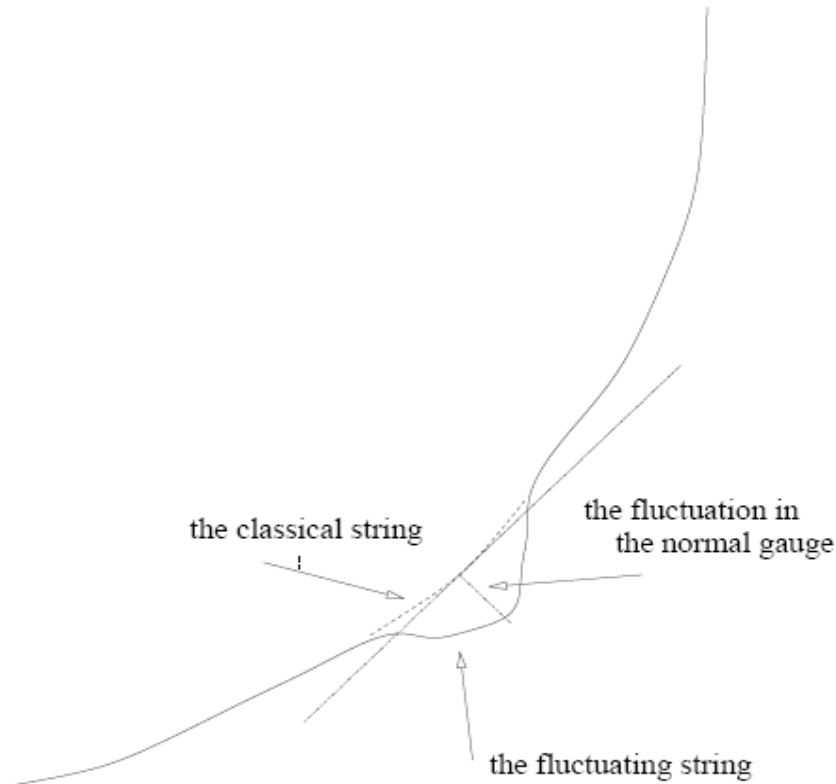 the classical string
the fluctuation in
the normal gauge
the fluctuating string